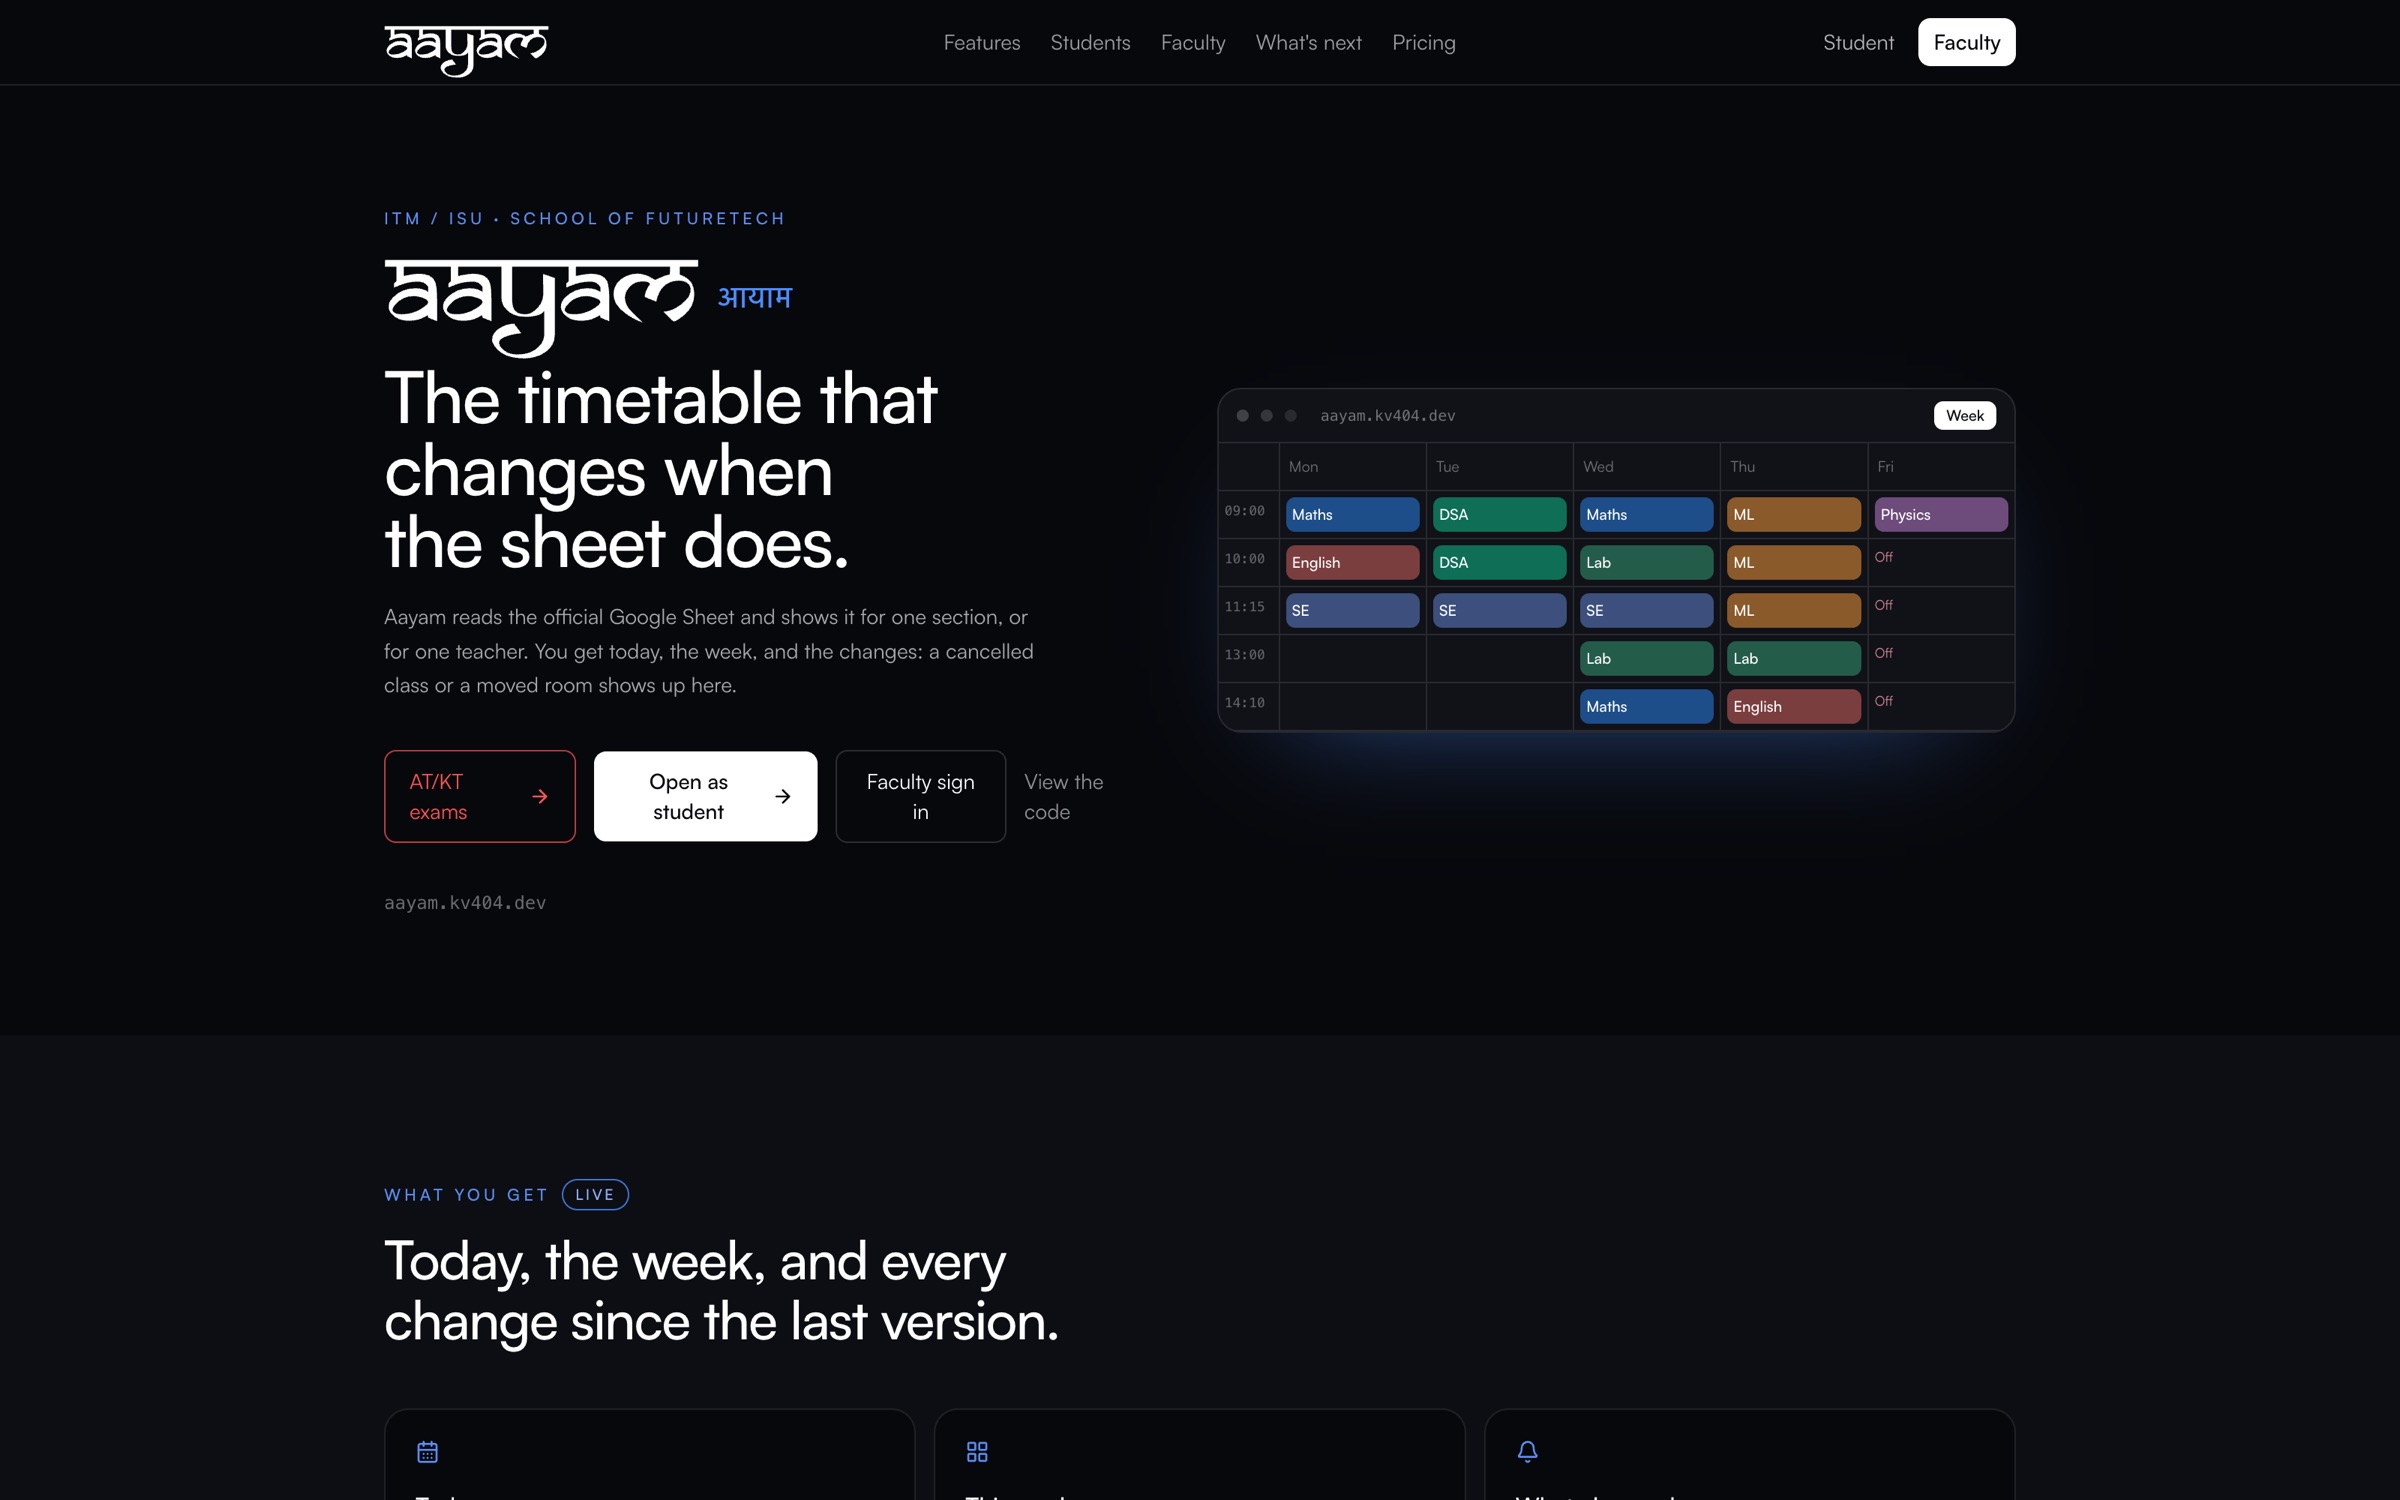 aayam
Features Students Faculty What's next Pricing
Student Faculty
ITM / ISU · SCHOOL OF FUTURETECH
aayam आयाम
The timetable that
changes when
the sheet does.
Aayam reads the official Google Sheet and shows it for one section, or
for one teacher. You get today, the week, and the changes: a cancelled
class or a moved room shows up here.
AT/KT
exams
Open as
student
Faculty sign
in
View the
code
aayam.kv404.dev
aayam.kv404.dev Week
Mon Tue Wed Thu Fri
09:00 Maths DSA Maths ML Physics
10:00 English DSA Lab ML Off
11:15 SE SE SE ML Off
13:00 Lab Lab Off
14:10 Maths English Off
WHAT YOU GET LIVE
Today, the week, and every
change since the last version.